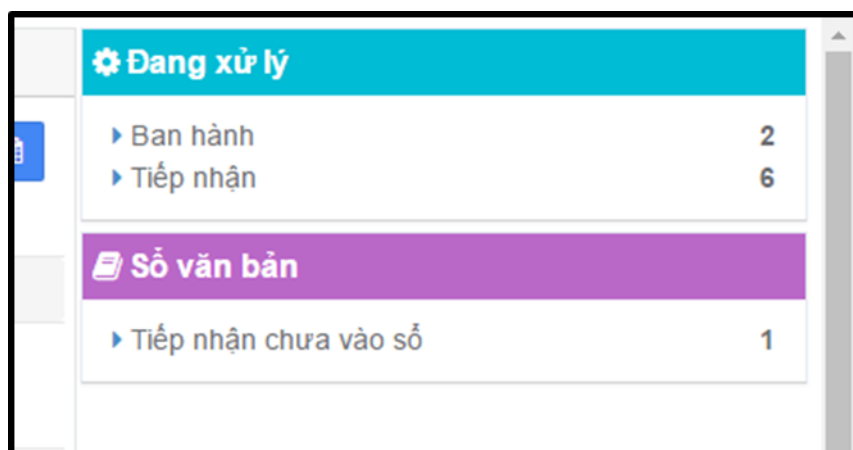 Đang xử lý
Ban hành 2
Tiếp nhận 6
Sổ văn bản
Tiếp nhận chưa vào sổ 1